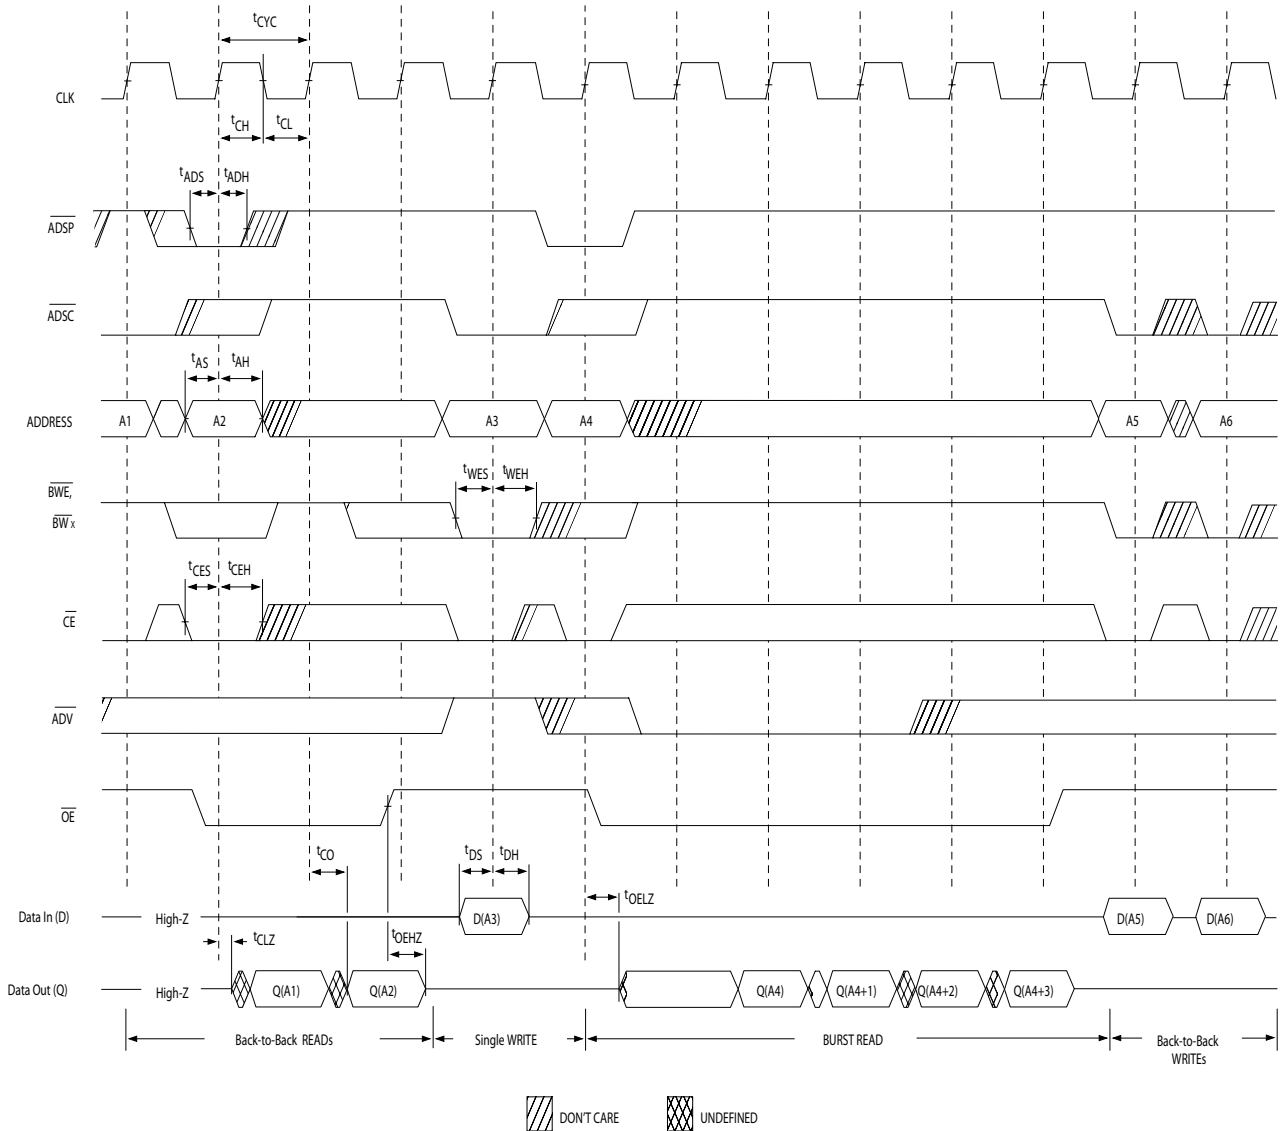 tCYC
CLK
tCH
tCL
tADS
tADH
ADSP
ADSC
tAS
tAH
ADDRESS
A1
A2
A3
A4
A5
A6
tWES
tWEH
BWE,
BW x
tCES
tCEH
CE
ADV
OE
tCO
tDS
tDH
tOELZ
Data In (D)
High-Z
D(A3)
D(A5)
D(A6)
tCLZ
tOEHZ
Data Out (Q)
High-Z
Q(A1)
Q(A2)
Q(A4)
Q(A4+1)
Q(A4+2)
Q(A4+3)
Back-to-Back READs
Single WRITE
BURST READ
Back-to-Back
WRITEs
DON'T CARE
UNDEFINED